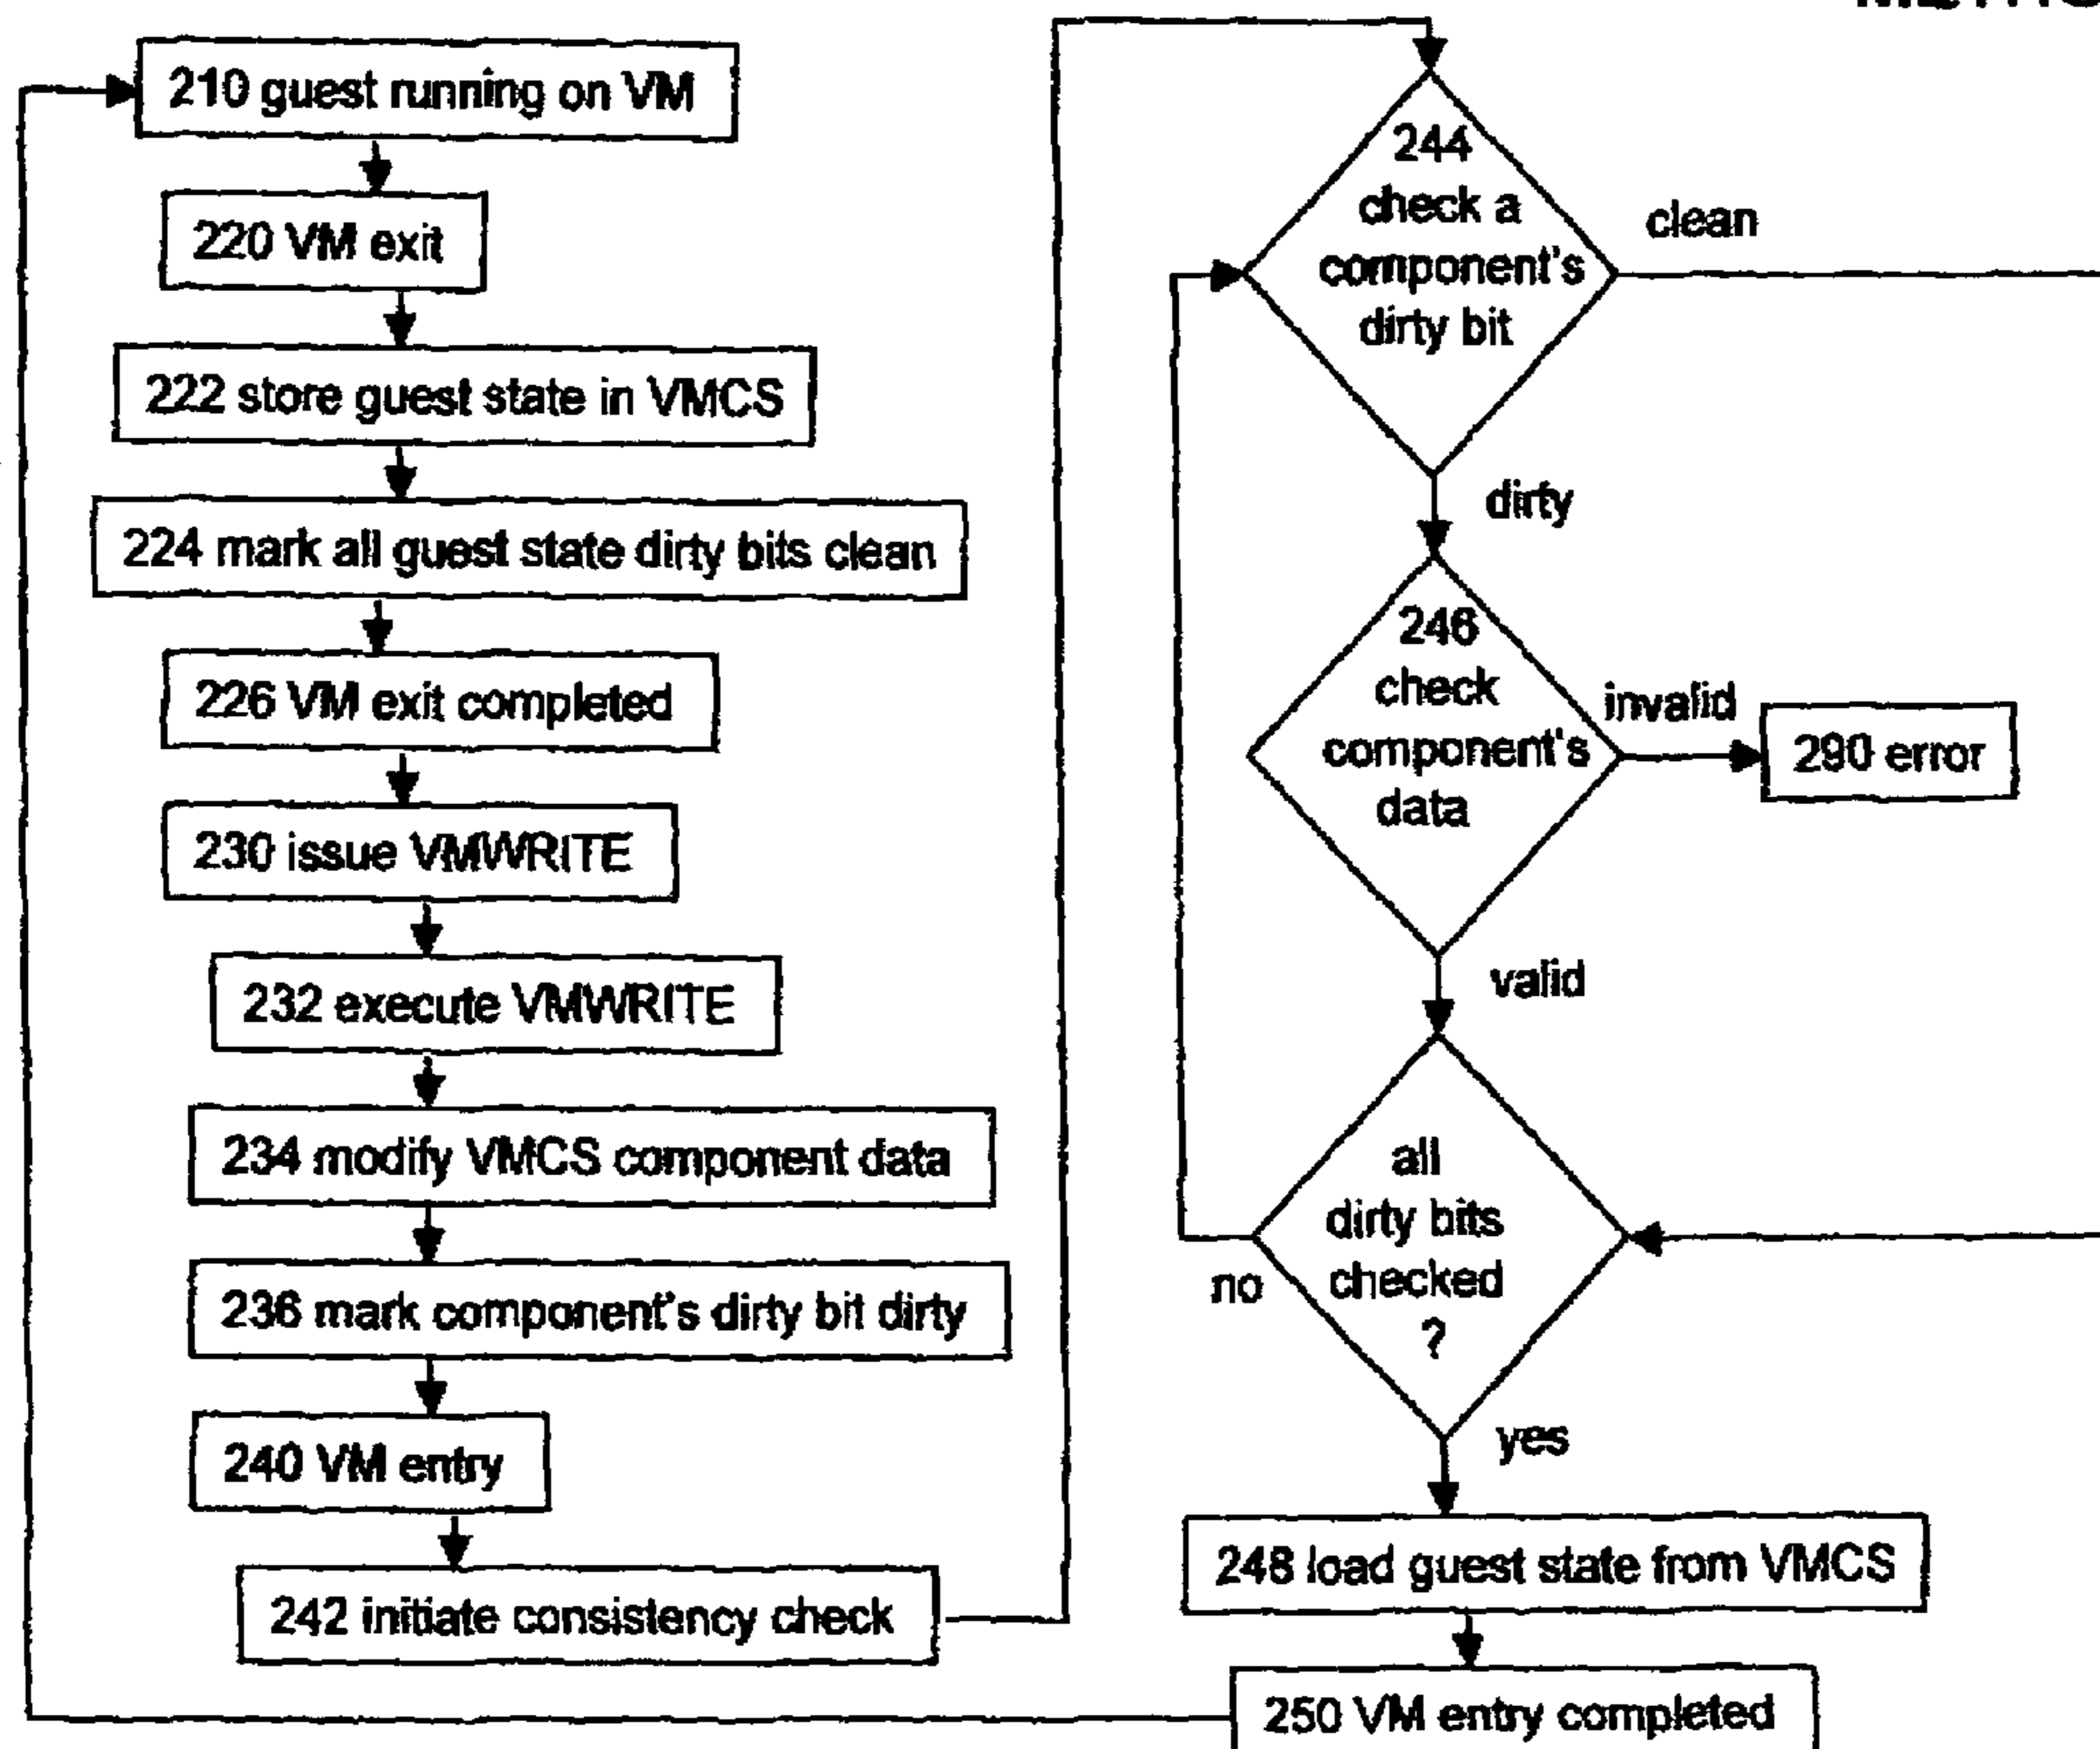 210 guest running on VM
220 VM exit
222 store guest state in VMCS
224 mark all guest state dirty bits clean
226 VM exit completed
230 issue VMWRITE
232 execute VMWRITE
234 modify VMCS component data
236 mark component's dirty bit dirty
240 VM entry
242 initiate consistency check
244
check a
component's
dirty bit
clean
dirty
246
check
component's
data
invalid
290 error
valid
all
dirty bits
checked
?
no
yes
248 load guest state from VMCS
250 VM entry completed